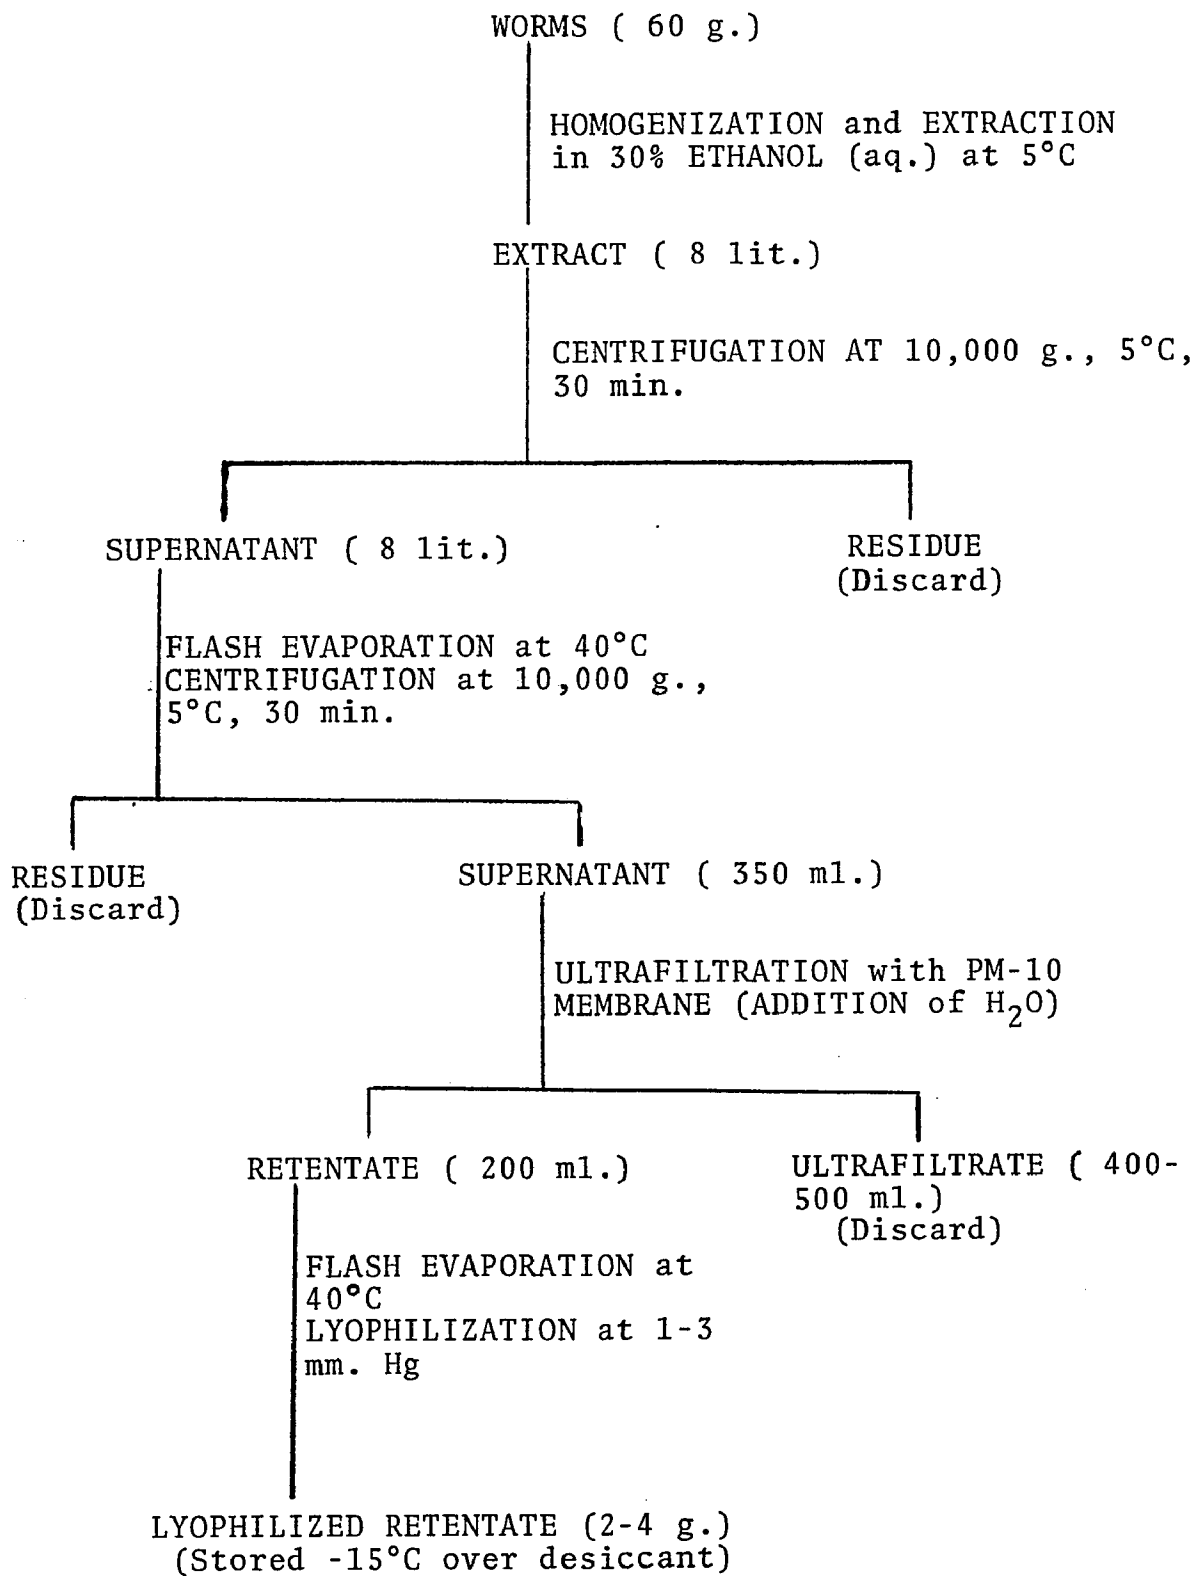 WORMS ( 60 g.)
HOMOGENIZATION and EXTRACTION
in 30% ETHANOL (aq.) at 5°C
EXTRACT ( 8 lit.)
CENTRIFUGATION AT 10,000 g., 5°C,
30 min.
SUPERNATANT ( 8 lit.)
RESIDUE
(Discard)
FLASH EVAPORATION at 40°C
CENTRIFUGATION at 10,000 g.,
5°C, 30 min.
RESIDUE
(Discard)
SUPERNATANT ( 350 ml.)
ULTRAFILTRATION with PM-10
MEMBRANE (ADDITION of H₂O)
RETENTATE ( 200 ml.)
ULTRAFILTRATE ( 400-
500 ml.)
(Discard)
FLASH EVAPORATION at
40°C
LYOPHILIZATION at 1-3
mm. Hg
LYOPHILIZED RETENTATE (2-4 g.)
(Stored -15°C over desiccant)